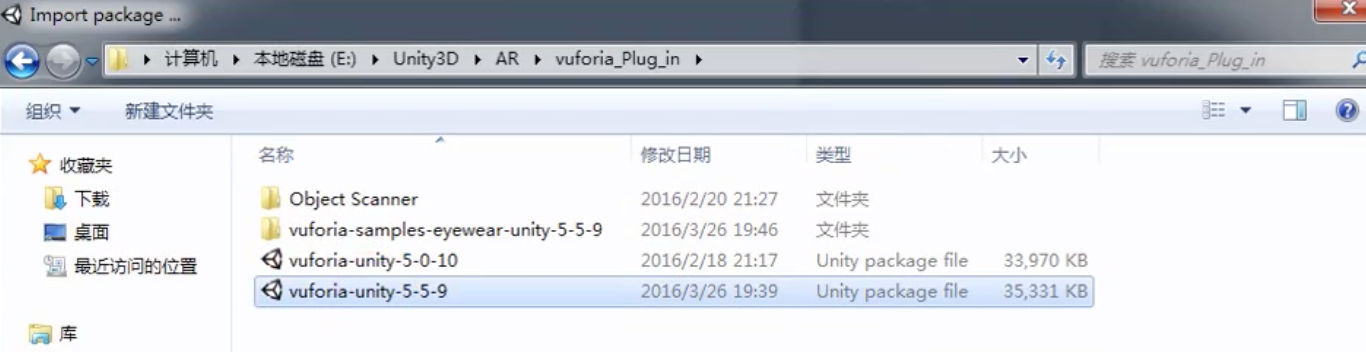 Import package ...
计算机 本地磁盘 (E:) Unity3D AR vuforia_Plug_in 搜索 vuforia_Plug_in
组织 新建文件夹
名称 修改日期 类型 大小
收藏夹
下载
桌面
最近访问的位置
库
Object Scanner 2016/2/20 21:27 文件夹
vuforia-samples-eyewear-unity-5-5-9 2016/3/26 19:46 文件夹
vuforia-unity-5-0-10 2016/2/18 21:17 Unity package file 33,970 KB
vuforia-unity-5-5-9 2016/3/26 19:39 Unity package file 35,331 KB